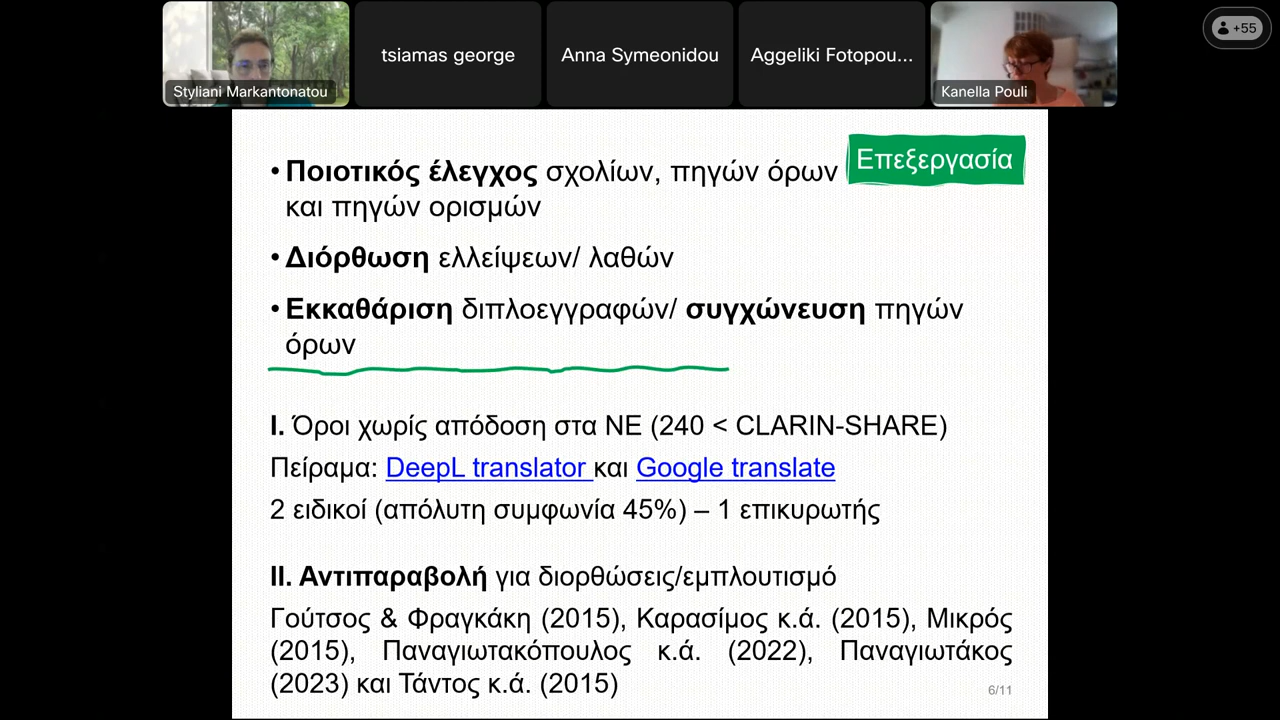 +55
tsiamas george
Anna Symeonidou
Aggeliki Fotopou...
Styliani Markantonatou
Kanella Pouli
Επεξεργασία
• Ποιοτικός έλεγχος σχολίων, πηγών όρων
και πηγών ορισμών
• Διόρθωση ελλείψεων/ λαθών
• Εκκαθάριση διπλοεγγραφών/ συγχώνευση πηγών
όρων
I. Όροι χωρίς απόδοση στα ΝΕ (240 < CLARIN-SHARE)
Πείραμα: DeepL translator και Google translate
2 ειδικοί (απόλυτη συμφωνία 45%) – 1 επικυρωτής
II. Αντιπαραβολή για διορθώσεις/εμπλουτισμό
Γούτσος & Φραγκάκη (2015), Καρασίμος κ.ά. (2015), Μικρός
(2015), Παναγιωτακόπουλος κ.ά. (2022), Παναγιωτάκος
(2023) και Τάντος κ.ά. (2015)
6/11